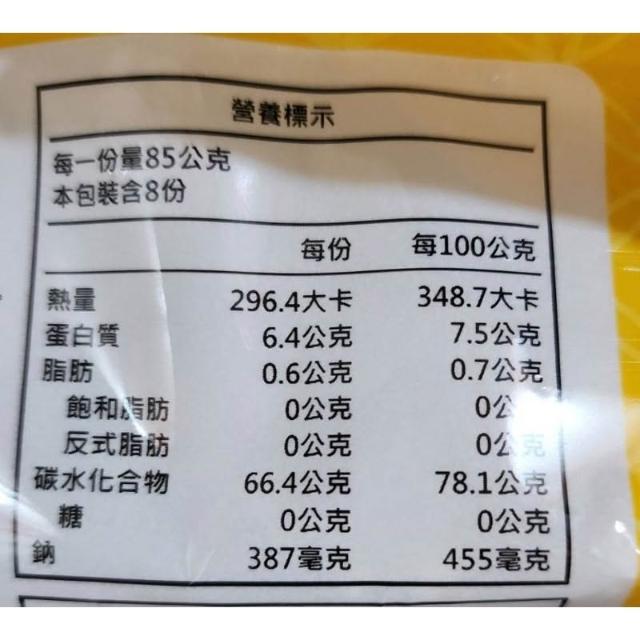 營養標示
每一份量85公克
本包裝含8份
每份 每100公克
熱量 296.4大卡 348.7大卡
蛋白質 6.4公克 7.5公克
脂肪 0.6公克 0.7公克
飽和脂肪 0公克 0公
反式脂肪 0公克 0公克
碳水化合物 66.4公克 78.1公克
糖 0公克 0公克
鈉 387毫克 455毫克